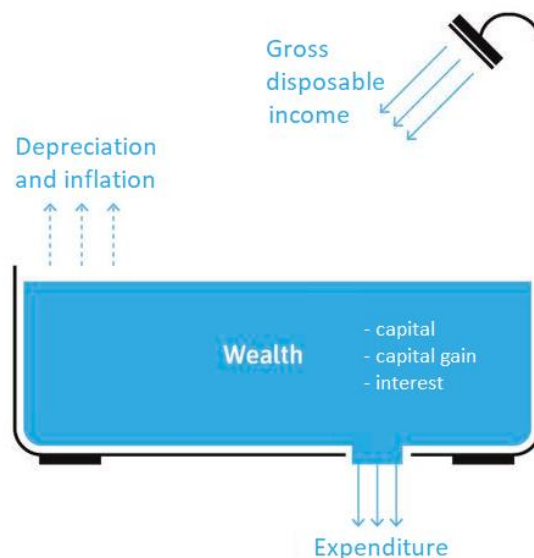 Gross
disposable
income
Depreciation
and inflation
Wealth
- capital
- capital gain
- interest
Expenditure